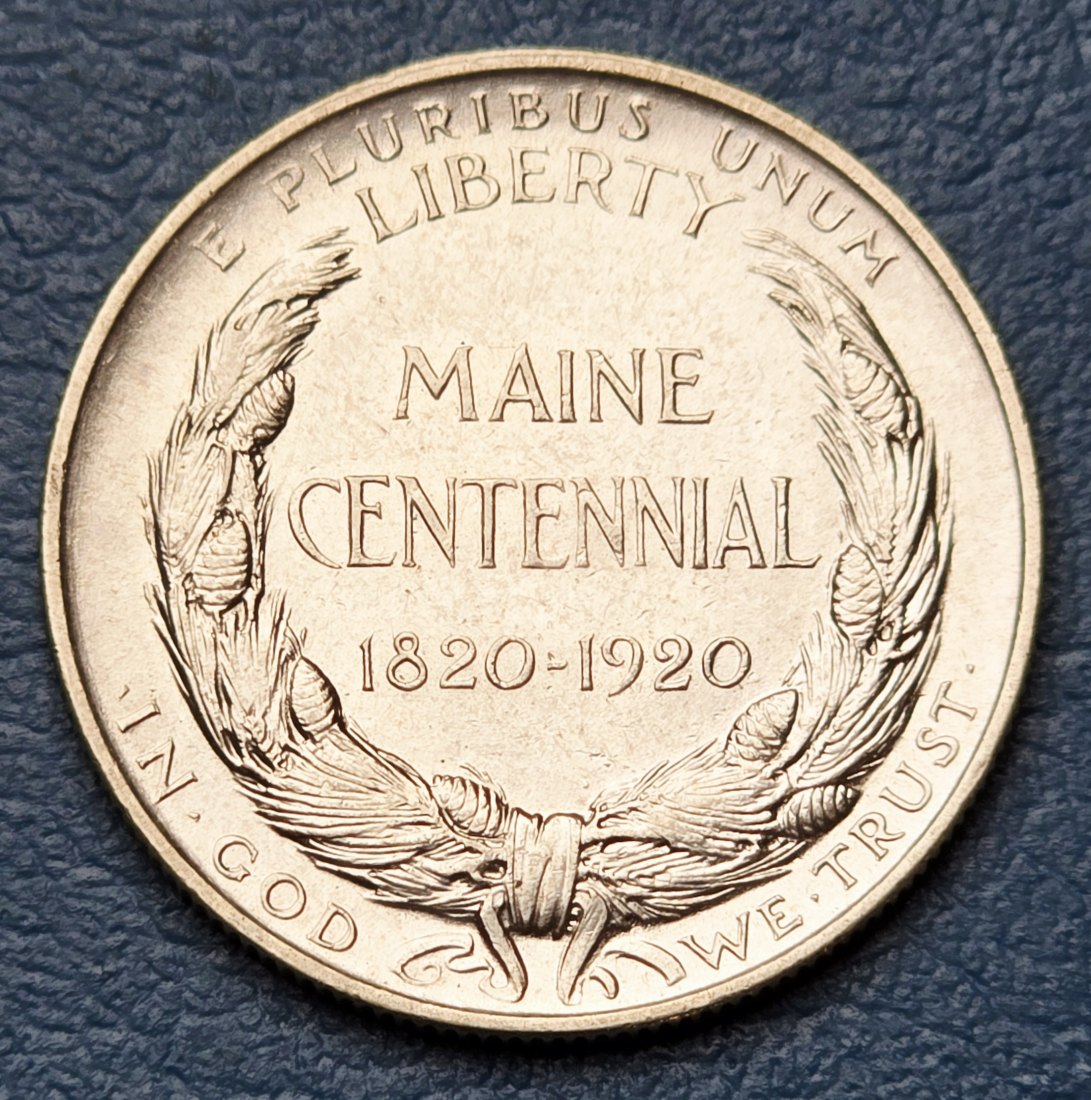 E PLURIBUS UNUM
LIBERTY
MAINE
CENTENNIAL
1820-1920
·IN·GOD WE·TRUST·